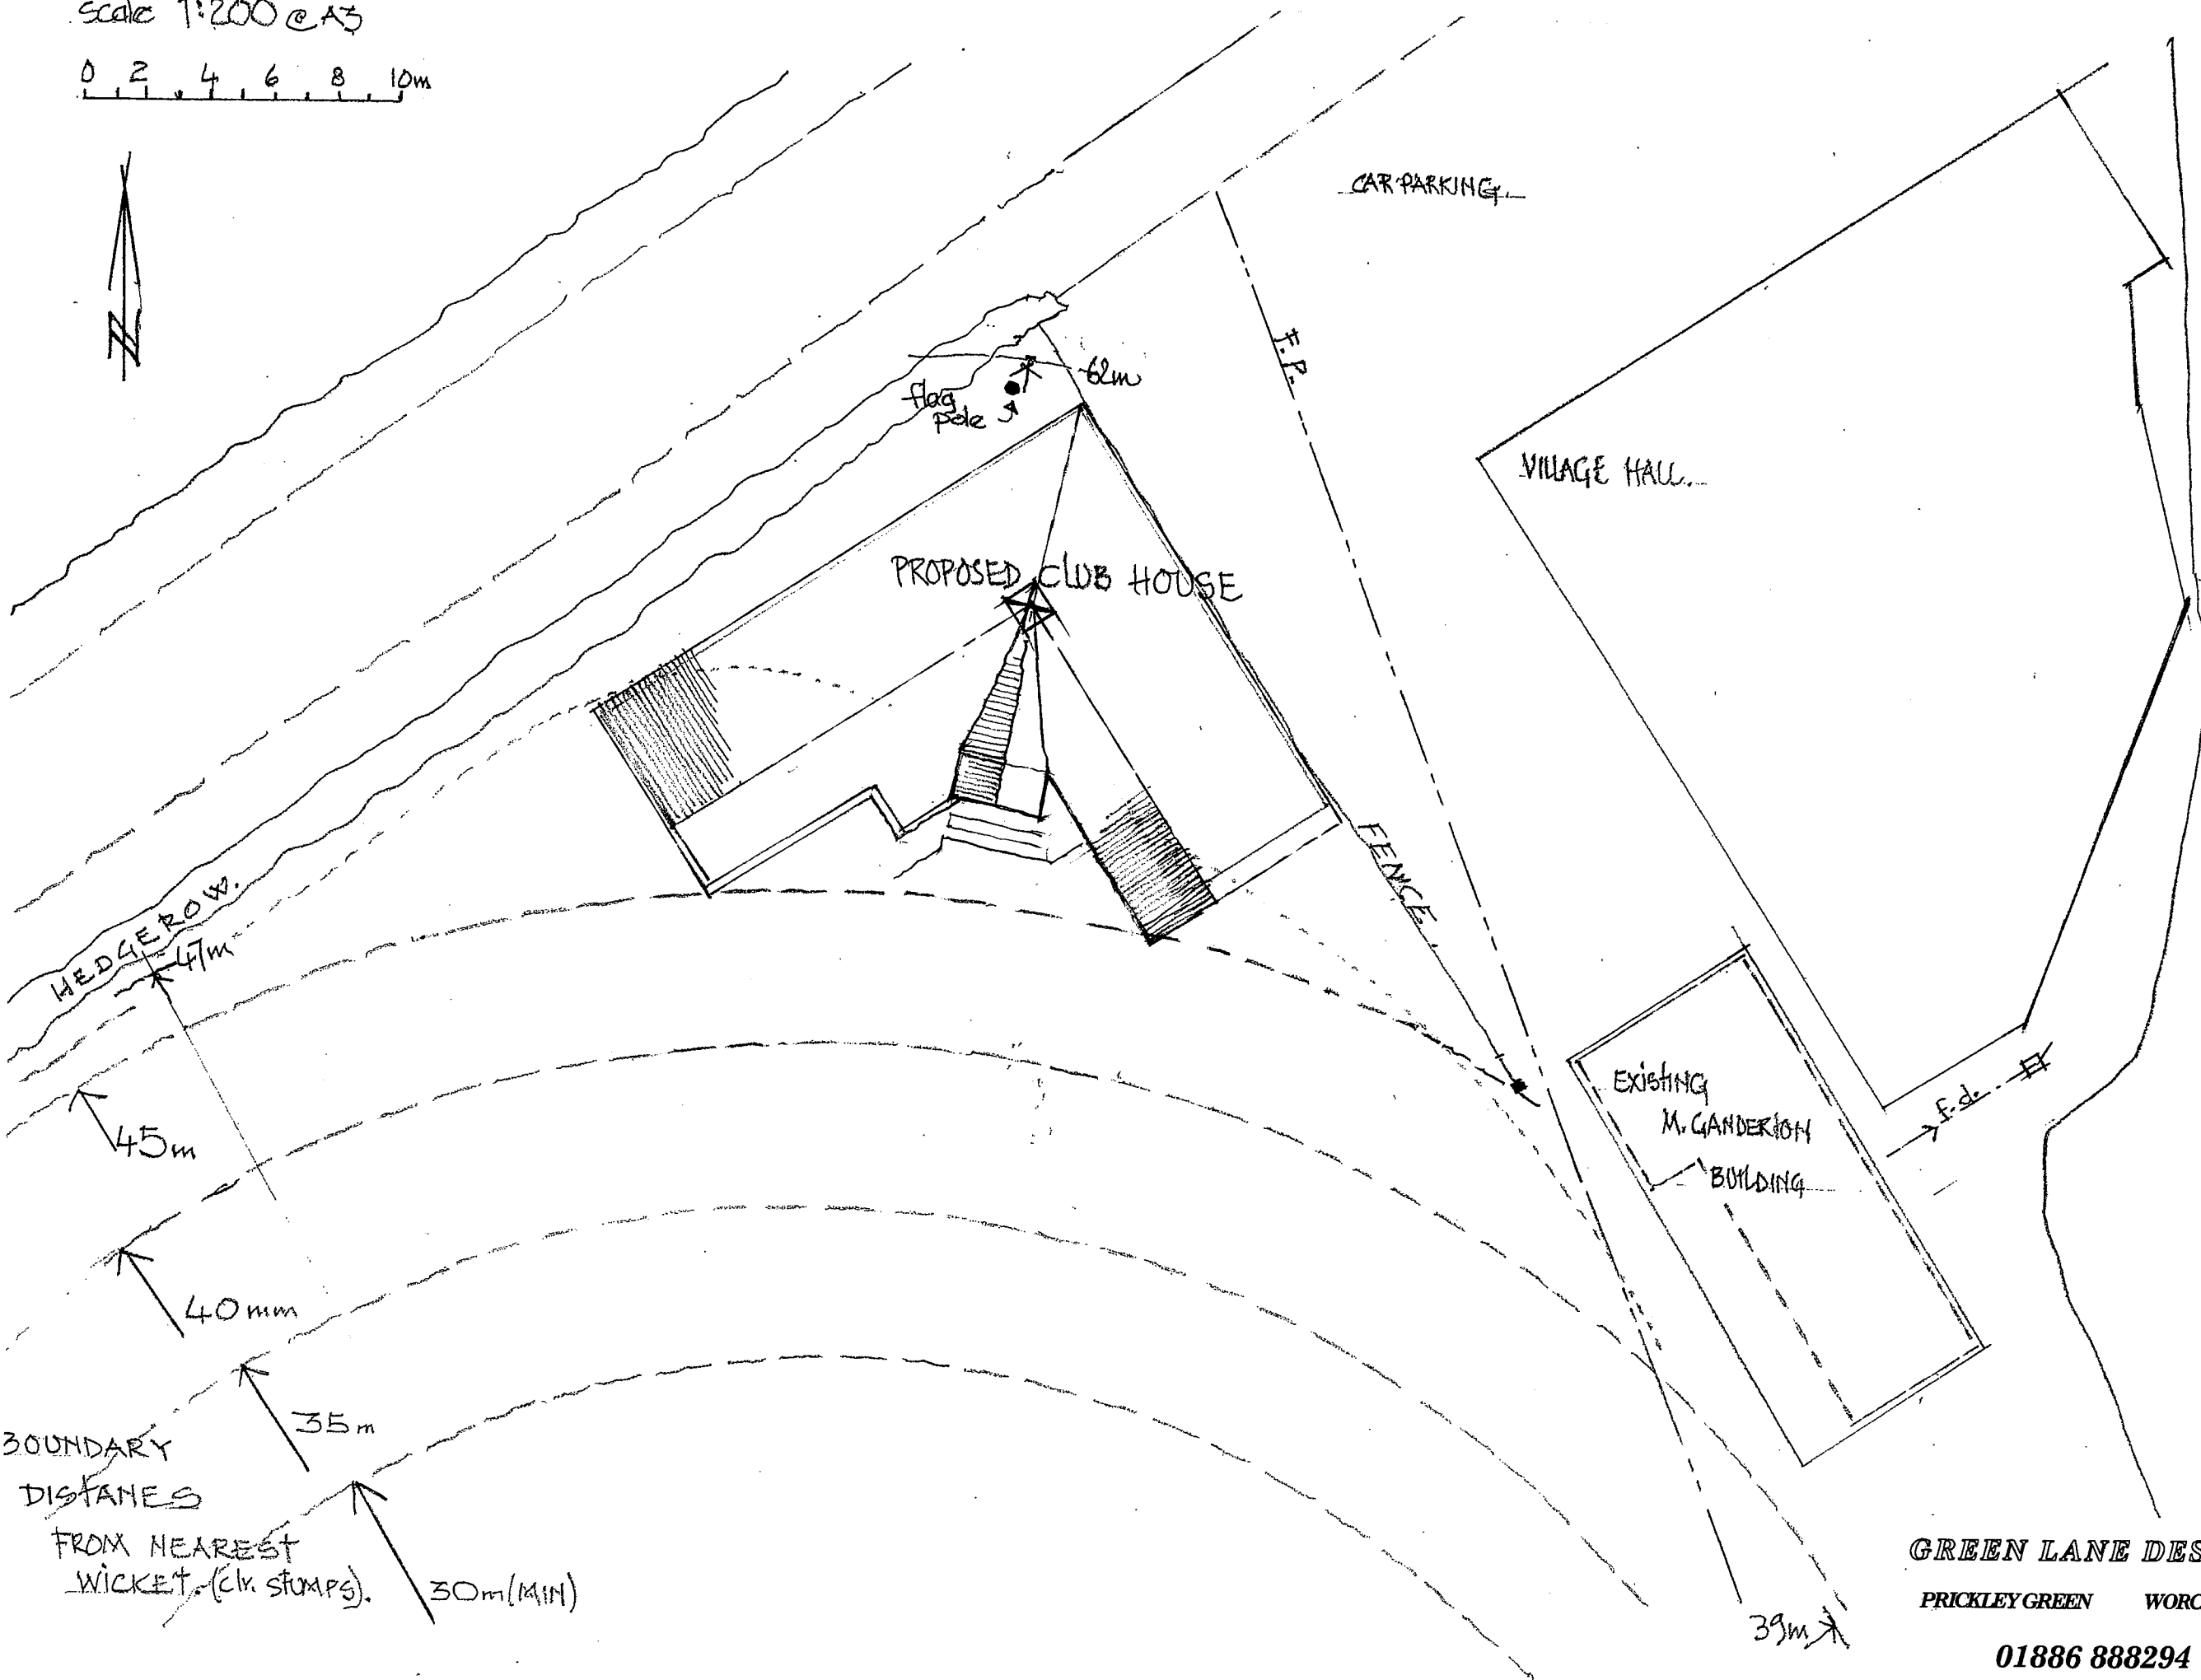 scale 1:200 @ A3
0 2 4 6 8 10m
N
CAR PARKING.
F.P.
62m
flag
pole
VILLAGE HALL.
PROPOSED CLUB HOUSE
FENCE.
HEDGEROW.
47m
45m
40mm
35m
30m (MIN)
EXISTING
M. GANDERTON
BUILDING
f.d.
BOUNDARY
DISTANES
FROM NEAREST
WICKET. (Clr. STUMPS).
39m
GREEN LANE DES
PRICKLEY GREEN WORC
01886 888294